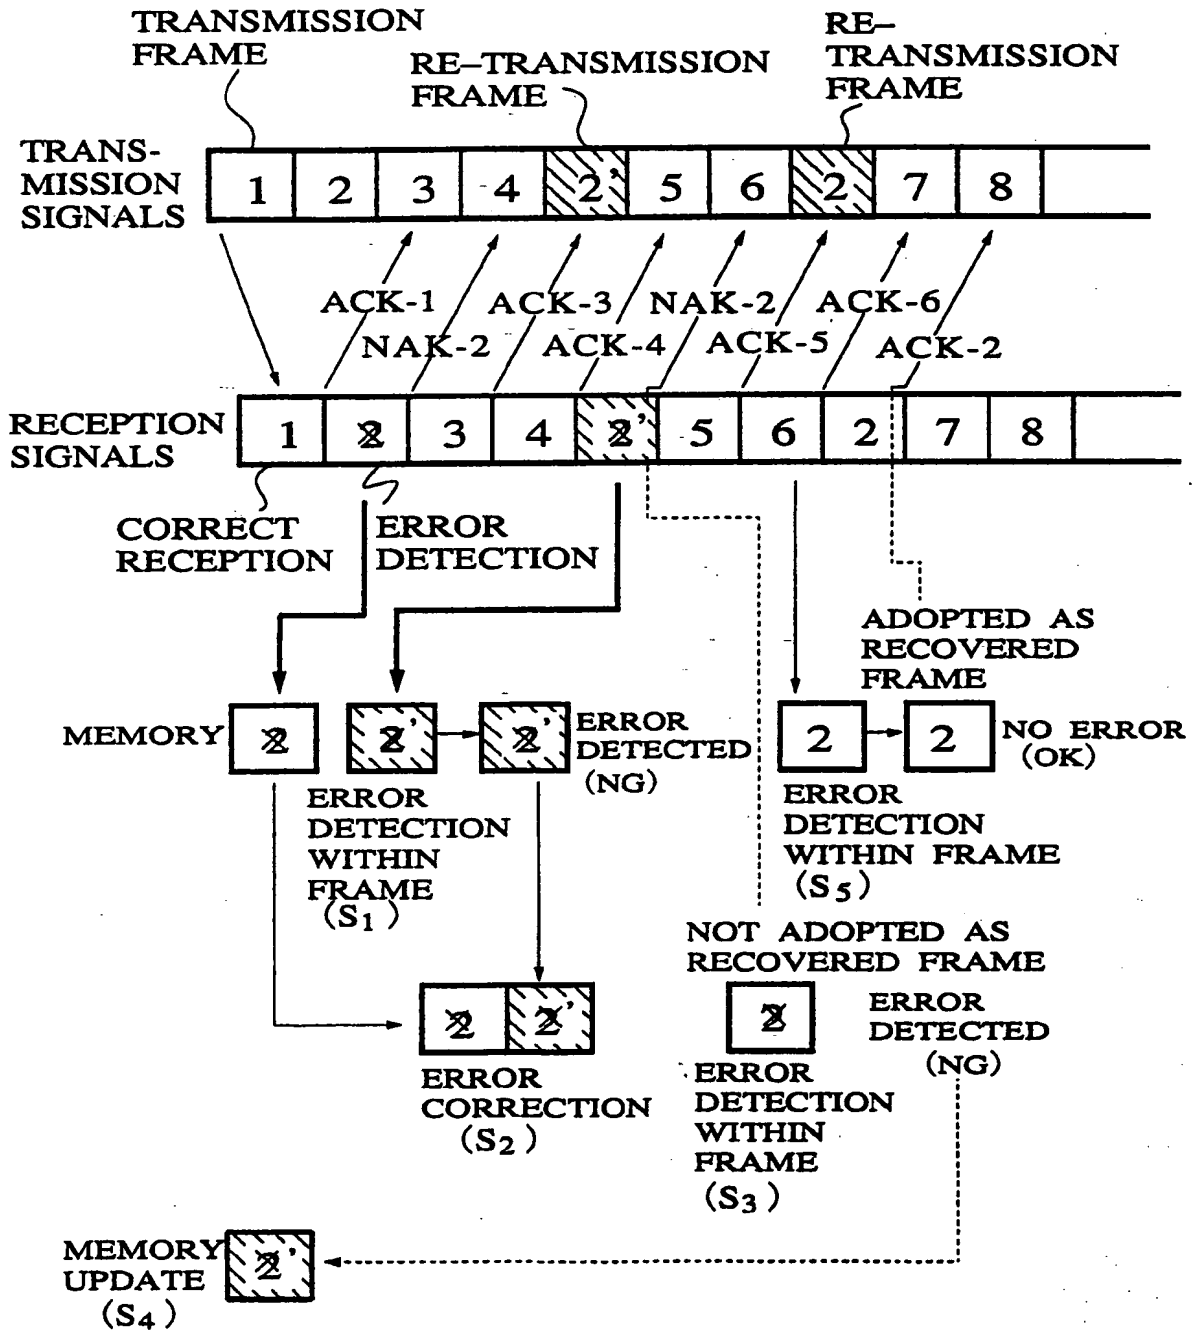 TRANSMISSION
FRAME
RE-TRANSMISSION
FRAME
RE-
TRANSMISSION
FRAME
TRANS-
MISSION
SIGNALS
1 2 3 4 2' 5 6 2 7 8
ACK-1
NAK-2
ACK-3
ACK-4
NAK-2
ACK-5
ACK-6
ACK-2
RECEPTION
SIGNALS
1 2 3 4 2' 5 6 2 7 8
CORRECT
RECEPTION
ERROR
DETECTION
ADOPTED AS
RECOVERED
FRAME
MEMORY
2
2'
2'
ERROR
DETECTED
(NG)
2
2
NO ERROR
(OK)
ERROR
DETECTION
WITHIN
FRAME
(S1)
ERROR
DETECTION
WITHIN FRAME
(S5)
NOT ADOPTED AS
RECOVERED FRAME
2 2'
ERROR
CORRECTION
(S2)
2
ERROR
DETECTED
(NG)
ERROR
DETECTION
WITHIN
FRAME
(S3)
MEMORY
UPDATE
(S4)
2'